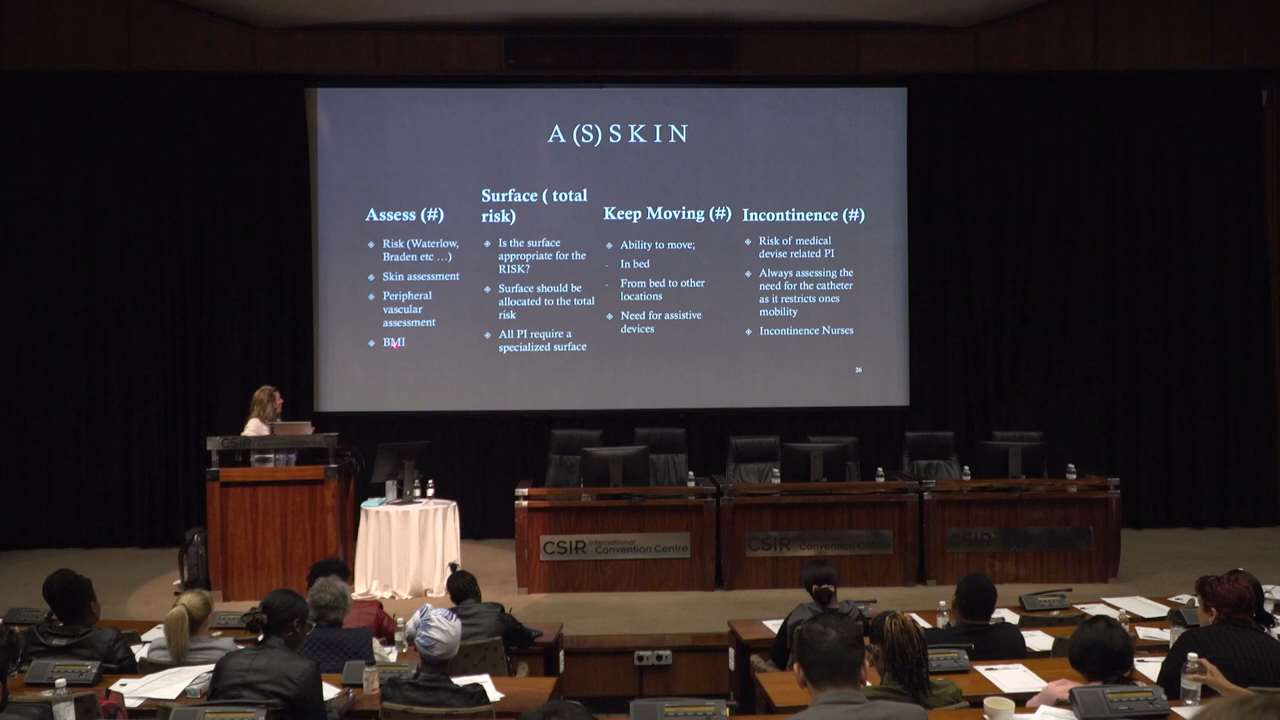 A (S) S K I N
Assess (#)
Risk (Waterlow,
Braden etc …)
Skin assessment
Peripheral
vascular
assessment
BMI
Surface ( total
risk)
Is the surface
appropriate for the
RISK?
Surface should be
allocated to the total
risk
All PI require a
specialized surface
Keep Moving (#)
Ability to move;
In bed
From bed to other
locations
Need for assistive
devices
Incontinence (#)
Risk of medical
devise related PI
Always assessing the
need for the catheter
as it restricts ones
mobility
Incontinence Nurses
26
CSIR
CSIR International
Convention Centre
CSIR
Convention Centre